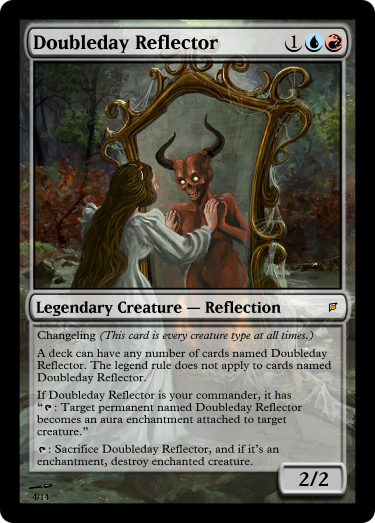 Doubleday Reflector 1
Legendary Creature — Reflection
Changeling (This card is every creature type at all times.)
A deck can have any number of cards named Doubleday
Reflector. The legend rule does not apply to cards named
Doubleday Reflector.
If Doubleday Reflector is your commander, it has
“: Target permanent named Doubleday Reflector
becomes an aura enchantment attached to target
creature.”
: Sacrifice Doubleday Reflector, and if it's an
enchantment, destroy enchanted creature.
2/2
4/11